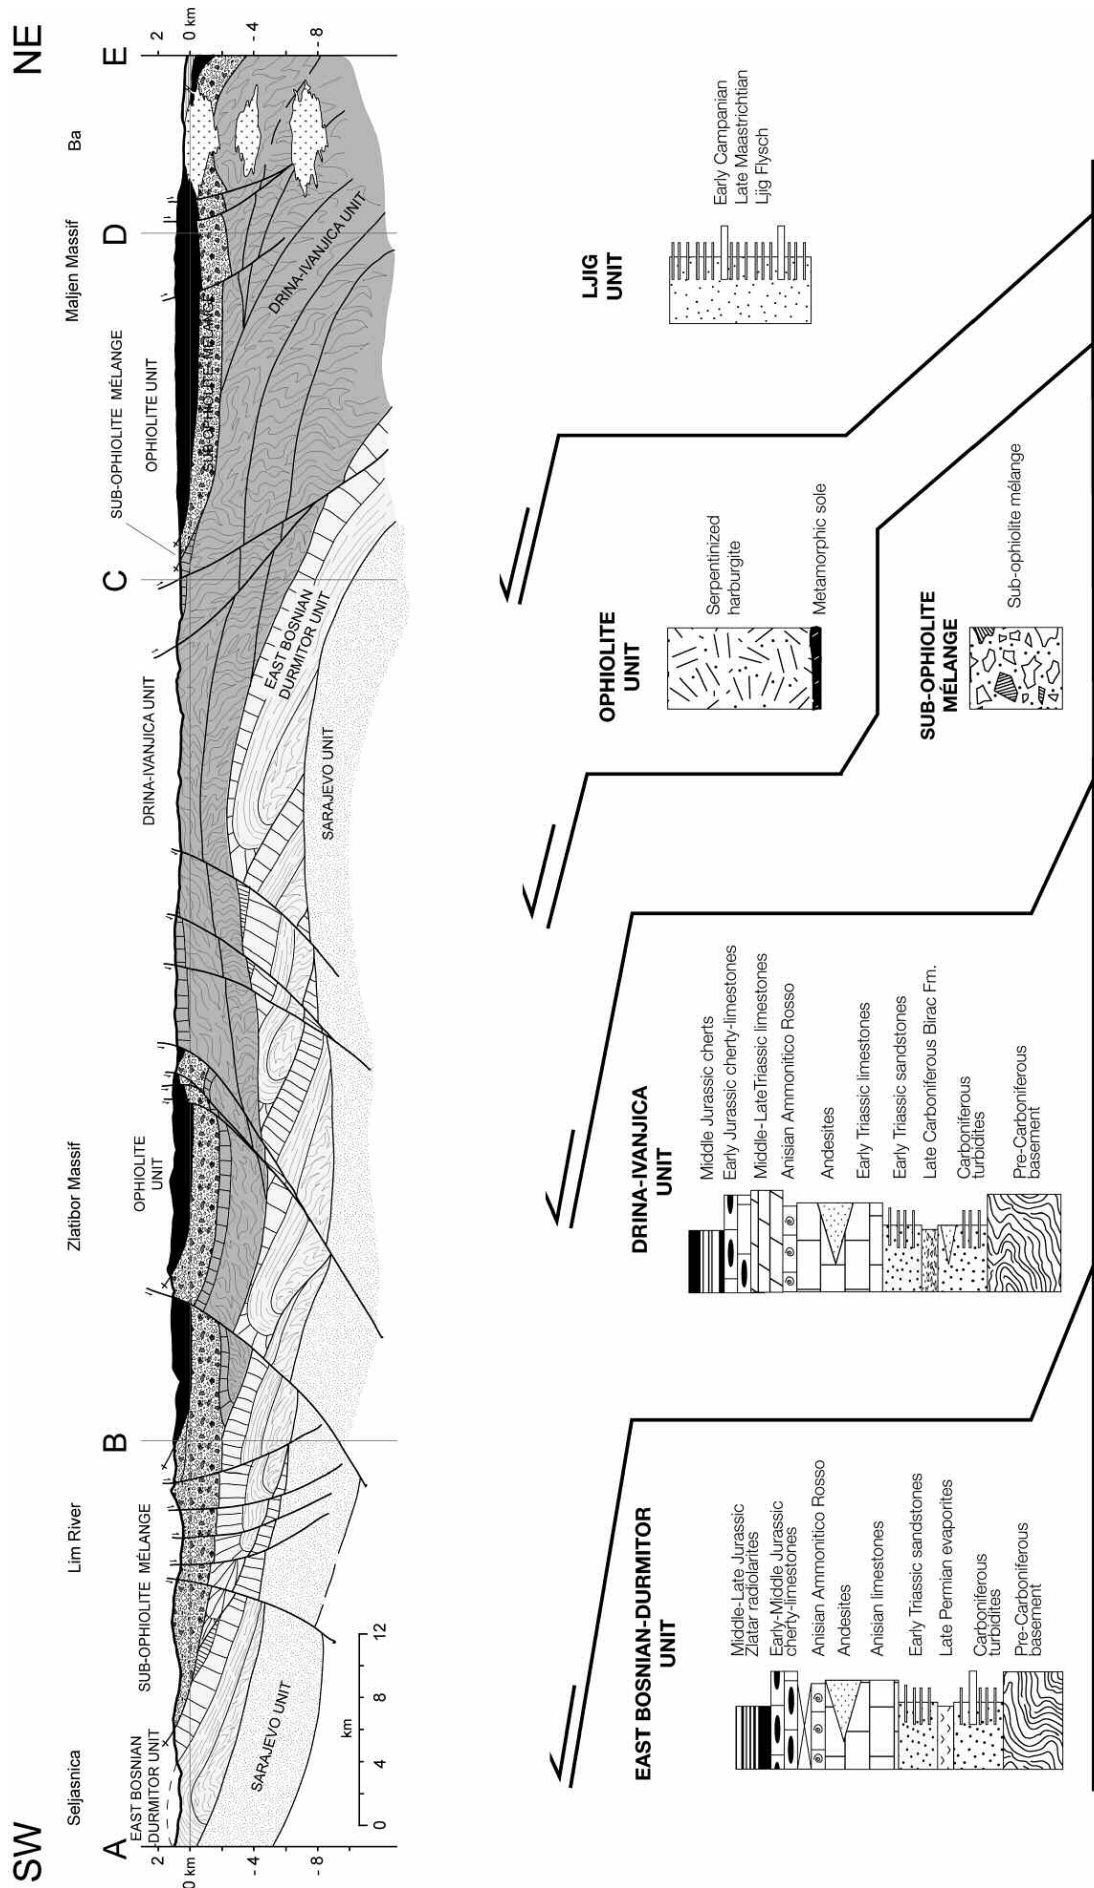 SW
NE
Seljasnica
Lim River
Zlatibor Massif
Maljen Massif
Ba
A
B
C
D
E
2
0 km
- 4
- 8
2
0 km
- 4
- 8
EAST BOSNIAN
-DURMITOR UNIT
SUB-OPHIOLITE MÉLANGE
OPHIOLITE
UNIT
DRINA-IVANJICA UNIT
SUB-OPHIOLITE MÉLANGE
OPHIOLITE UNIT
SUB-OPHIOLITE MÉLANGE
DRINA-IVANJICA UNIT
EAST BOSNIAN
DURMITOR UNIT
SARAJEVO UNIT
SARAJEVO UNIT
0
4
8
12
km
EAST BOSNIAN-DURMITOR
UNIT
Middle-Late Jurassic
Zlatar radiolarites
Early-Middle Jurassic
cherty-limestones
Anisian Ammonitico Rosso
Andesites
Anisian limestones
Early Triassic sandstones
Late Permian evaporites
Carboniferous
turbidites
Pre-Carboniferous
basement
DRINA-IVANJICA
UNIT
Middle Jurassic cherts
Early Jurassic cherty-limestones
Middle-Late Triassic limestones
Anisian Ammonitico Rosso
Andesites
Early Triassic limestones
Early Triassic sandstones
Late Carboniferous Birac Fm.
Carboniferous
turbidites
Pre-Carboniferous
basement
OPHIOLITE
UNIT
Serpentinized
harburgite
Metamorphic sole
SUB-OPHIOLITE
MÉLANGE
Sub-ophiolite mélange
LJIG
UNIT
Early Campanian
Late Maastrichtian
Ljig Flysch